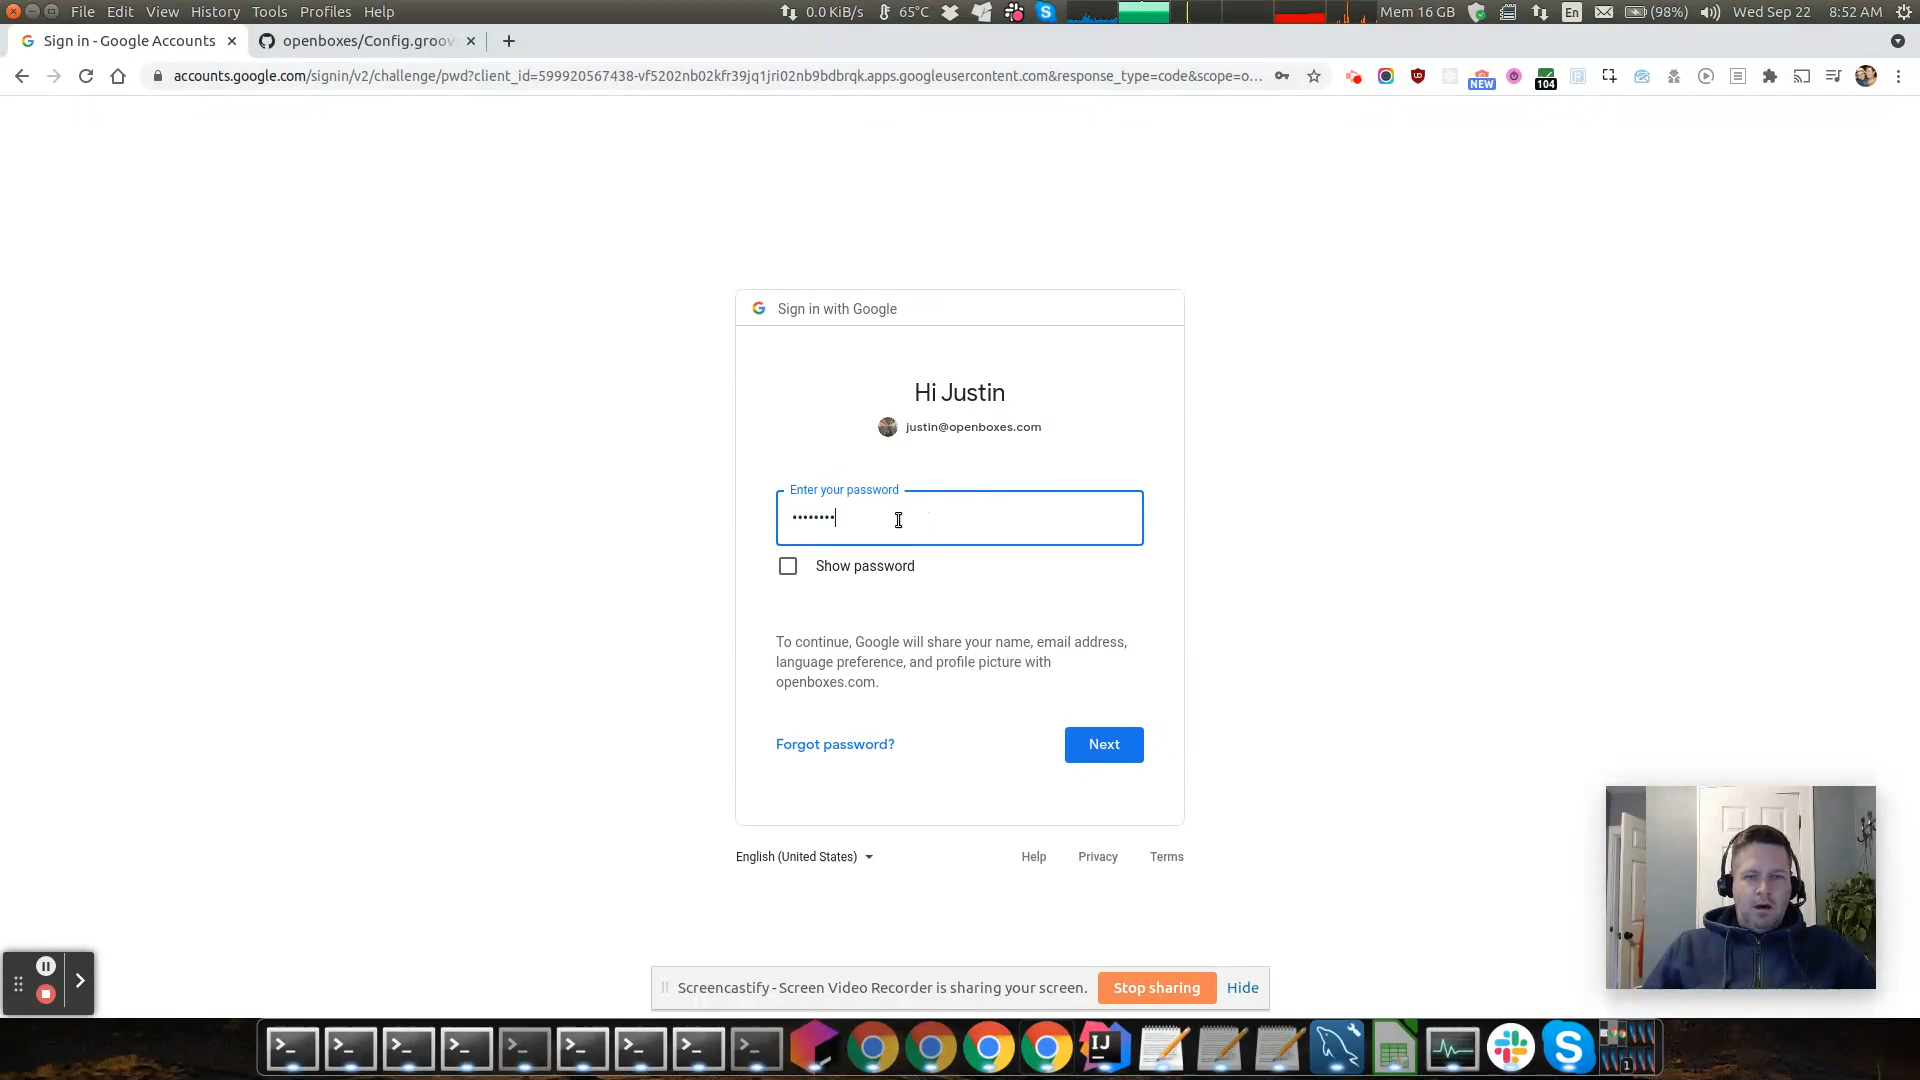 File Edit View History Tools Profiles Help
0.0 KiB/s 65°C Mem 16 GB En (98%) Wed Sep 22 8:52 AM
Sign in - Google Accounts
openboxes/Config.groov
accounts.google.com/signin/v2/challenge/pwd?client_id=599920567438-vf5202nb02kfr39jq1jri02nb9bdbrqk.apps.googleusercontent.com&response_type=code&scope=o...
NEW
104
Sign in with Google
Hi Justin
justin@openboxes.com
Enter your password
••••••••
Show password
To continue, Google will share your name, email address,
language preference, and profile picture with
openboxes.com.
Forgot password?
Next
English (United States)
Help Privacy Terms
Screencastify - Screen Video Recorder is sharing your screen.
Stop sharing
Hide
IJ
1